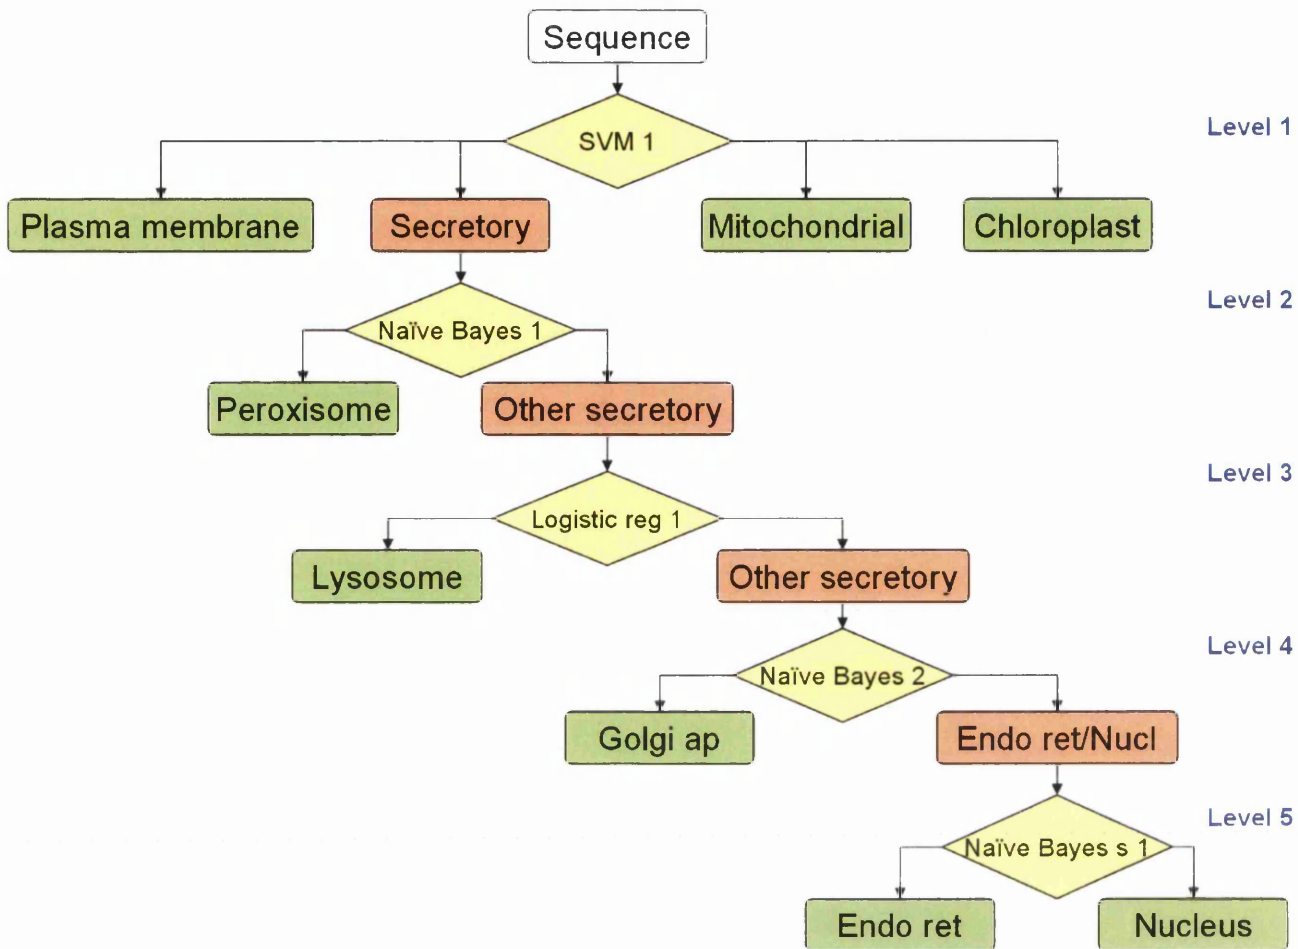 Sequence
SVM 1
Level 1
Plasma membrane
Secretory
Mitochondrial
Chloroplast
Level 2
Naïve Bayes 1
Peroxisome
Other secretory
Level 3
Logistic reg 1
Lysosome
Other secretory
Level 4
Naïve Bayes 2
Golgi ap
Endo ret/Nucl
Level 5
Naïve Bayes s 1
Endo ret
Nucleus